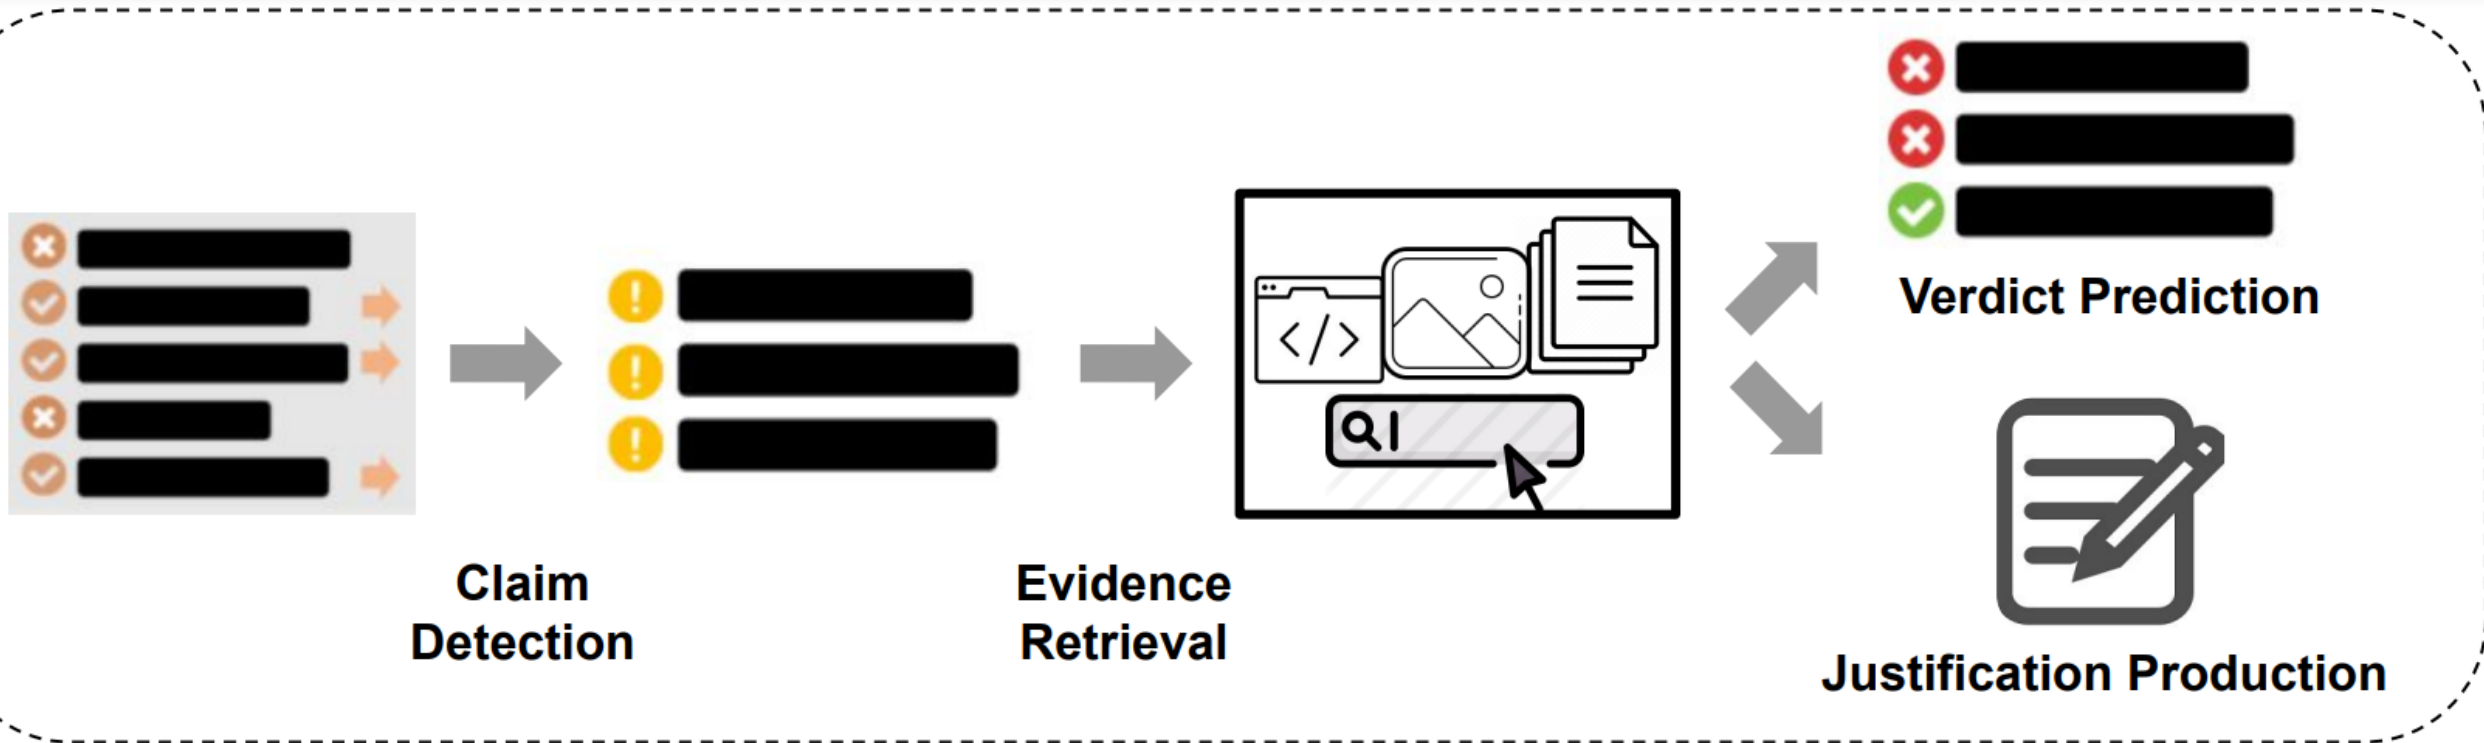 Claim
Detection
Evidence
Retrieval
</>
Verdict Prediction
Justification Production